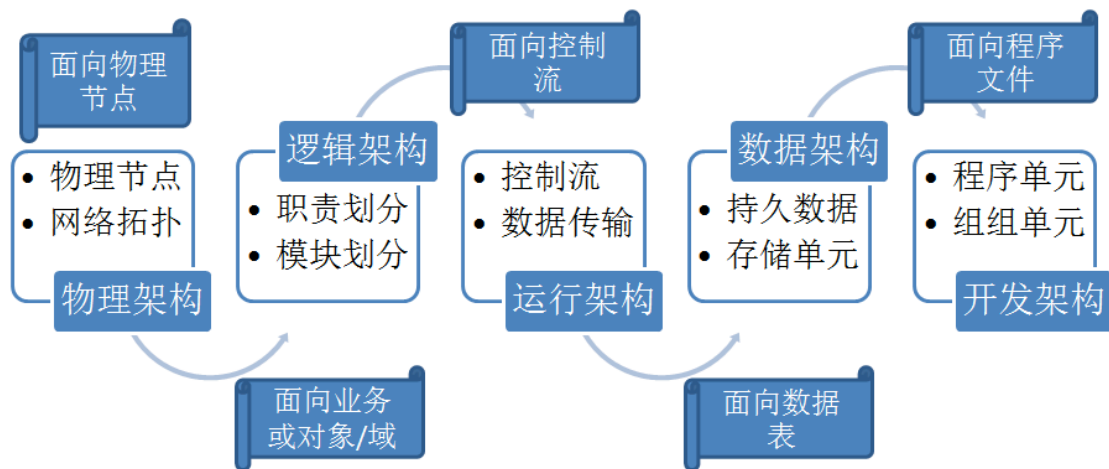 面向物理
节点
• 物理节点
• 网络拓扑
物理架构
面向业务
或对象/域
逻辑架构
• 职责划分
• 模块划分
面向控制
流
• 控制流
• 数据传输
运行架构
面向数据
表
数据架构
• 持久数据
• 存储单元
面向程序
文件
• 程序单元
• 组组单元
开发架构